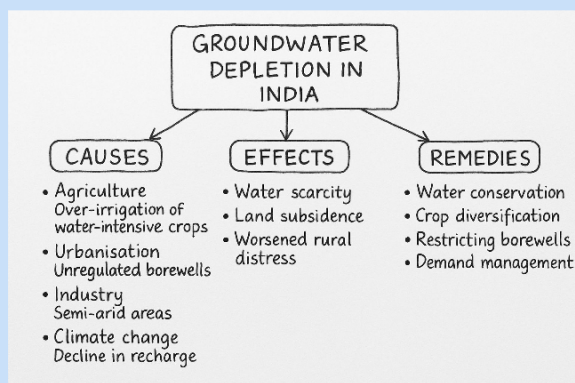 GROUNDWATER
DEPLETION IN
INDIA
CAUSES
• Agriculture
Over-irrigation of
water-intensive crops
• Urbanisation
Unregulated borewells
• Industry
Semi-arid areas
• Climate change
Decline in recharge
EFFECTS
• Water scarcity
• Land subsidence
• Worsened rural
distress
REMEDIES
• Water conservation
• Crop diversification
• Restricting borewells
• Demand management